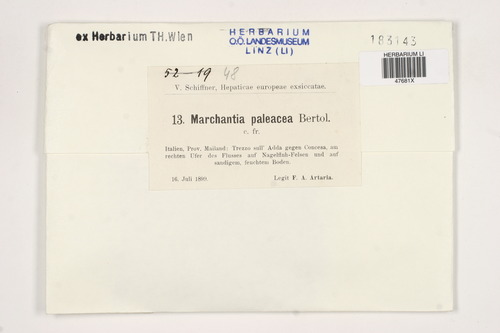 ex Herbarium TH.Wien
HERBARIUM
O.Ö. LANDESMUSEUM
LINZ (LI)
183143
HERBARIUM LI
47681X
52-19 48
V. Schiffner, Hepaticae europeae exsiccatae.
13. Marchantia paleacea Bertol.
c. fr.
Italien, Prov. Mailand: Trezzo sull' Adda gegen Concesa, am
rechten Ufer des Flusses auf Nagelfluh-Felsen und auf
sandigem, feuchtem Boden.
16. Juli 1899. Legit F. A. Artaria.